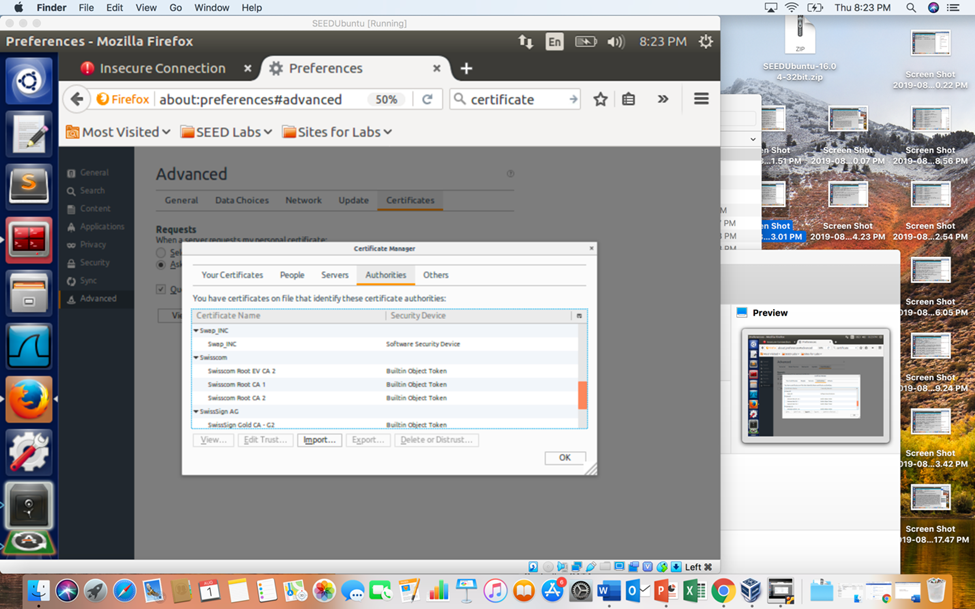 Finder File Edit View Go Window Help
Thu 8:23 PM
SEEDUbuntu [Running]
Preferences - Mozilla Firefox
En
8:23 PM
Insecure Connection
Preferences
Firefox about:preferences#advanced 50%
certificate
Most Visited SEED Labs Sites for Labs
General
Search
Content
Applications
Privacy
Security
Sync
Advanced
Advanced
General Data Choices Network Update Certificates
Requests
When a server requests my personal certificate:
Certificate Manager
Your Certificates People Servers Authorities Others
You have certificates on file that identify these certificate authorities:
Certificate Name Security Device
Swap_INC
Swap_INC Software Security Device
Swisscom
Swisscom Root EV CA 2 Builtin Object Token
Swisscom Root CA 1 Builtin Object Token
Swisscom Root CA 2 Builtin Object Token
SwissSign AG
SwissSign Gold CA - G2 Builtin Object Token
View... Edit Trust... Import... Export... Delete or Distrust...
OK
Left ⌘
ZIP
SEEDUbuntu-16.0
4-32bit.zip
Screen Shot
2019-08...0.22 PM
Shot
...1.51 PM
Screen Shot
2019-08...0.07 PM
Screen Shot
2019-08...8.56 PM
Shot
...3.01 PM
Screen Shot
2019-08...4.23 PM
Screen Shot
2019-08...2.54 PM
Screen Shot
2019-08...6.05 PM
Screen Shot
2019-08...9.24 PM
Screen Shot
2019-08...3.42 PM
Screen Shot
2019-08...17.47 PM
Preview